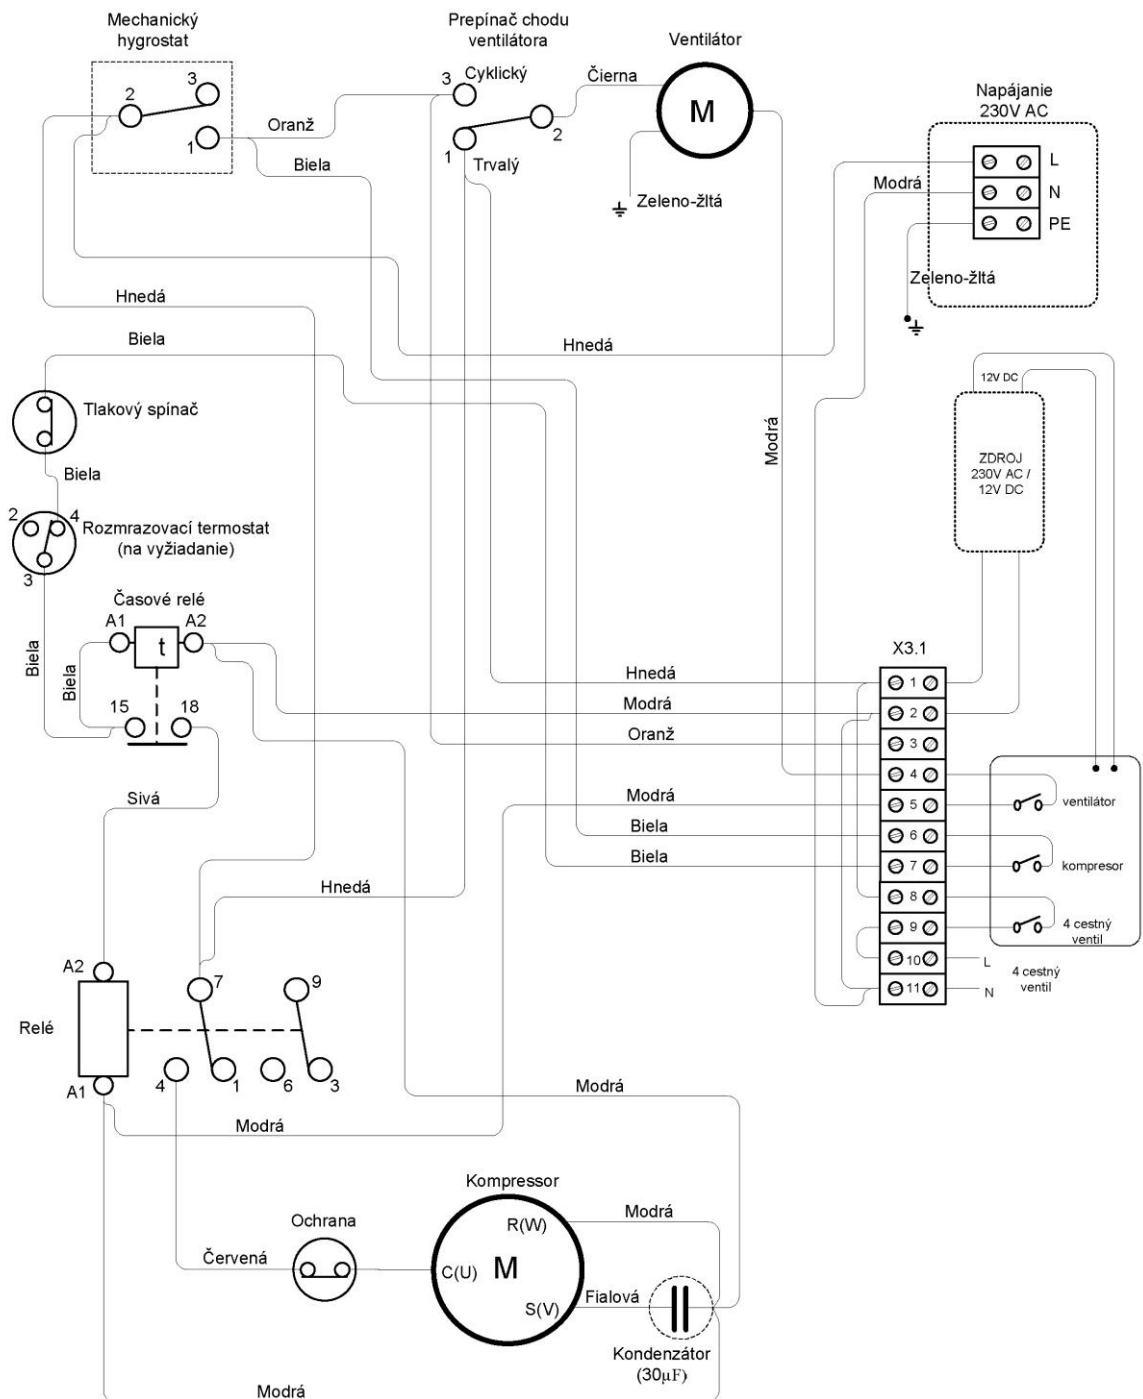 Mechanický
hygrostat
2
3
1
Oranž
Biela
Hnedá
Prepínač chodu
ventilátora
3
Cyklický
2
1
Trvalý
Čierna
Ventilátor
M
Zeleno-žltá
Napájanie
230V AC
L
N
PE
Modrá
Zeleno-žltá
Hnedá
Biela
Tlakový spínač
Biela
2
4
3
Rozmrazovací termostat
(na vyžiadanie)
Modrá
12V DC
ZDROJ
230V AC /
12V DC
Časové relé
A1
A2
t
Biela
Biela
15
18
Sivá
X3.1
Hnedá
1
Modrá
2
Oranž
3
4
Modrá
5
Biela
6
Biela
7
8
9
10
L
11
N
ventilátor
kompresor
4 cestný
ventil
4 cestný
ventil
Hnedá
A2
Relé
A1
7
9
4
1
6
3
Modrá
Modrá
Kompressor
R(W)
M
C(U)
S(V)
Ochrana
Červená
Modrá
Fialová
Kondenzátor
(30µF)
Modrá